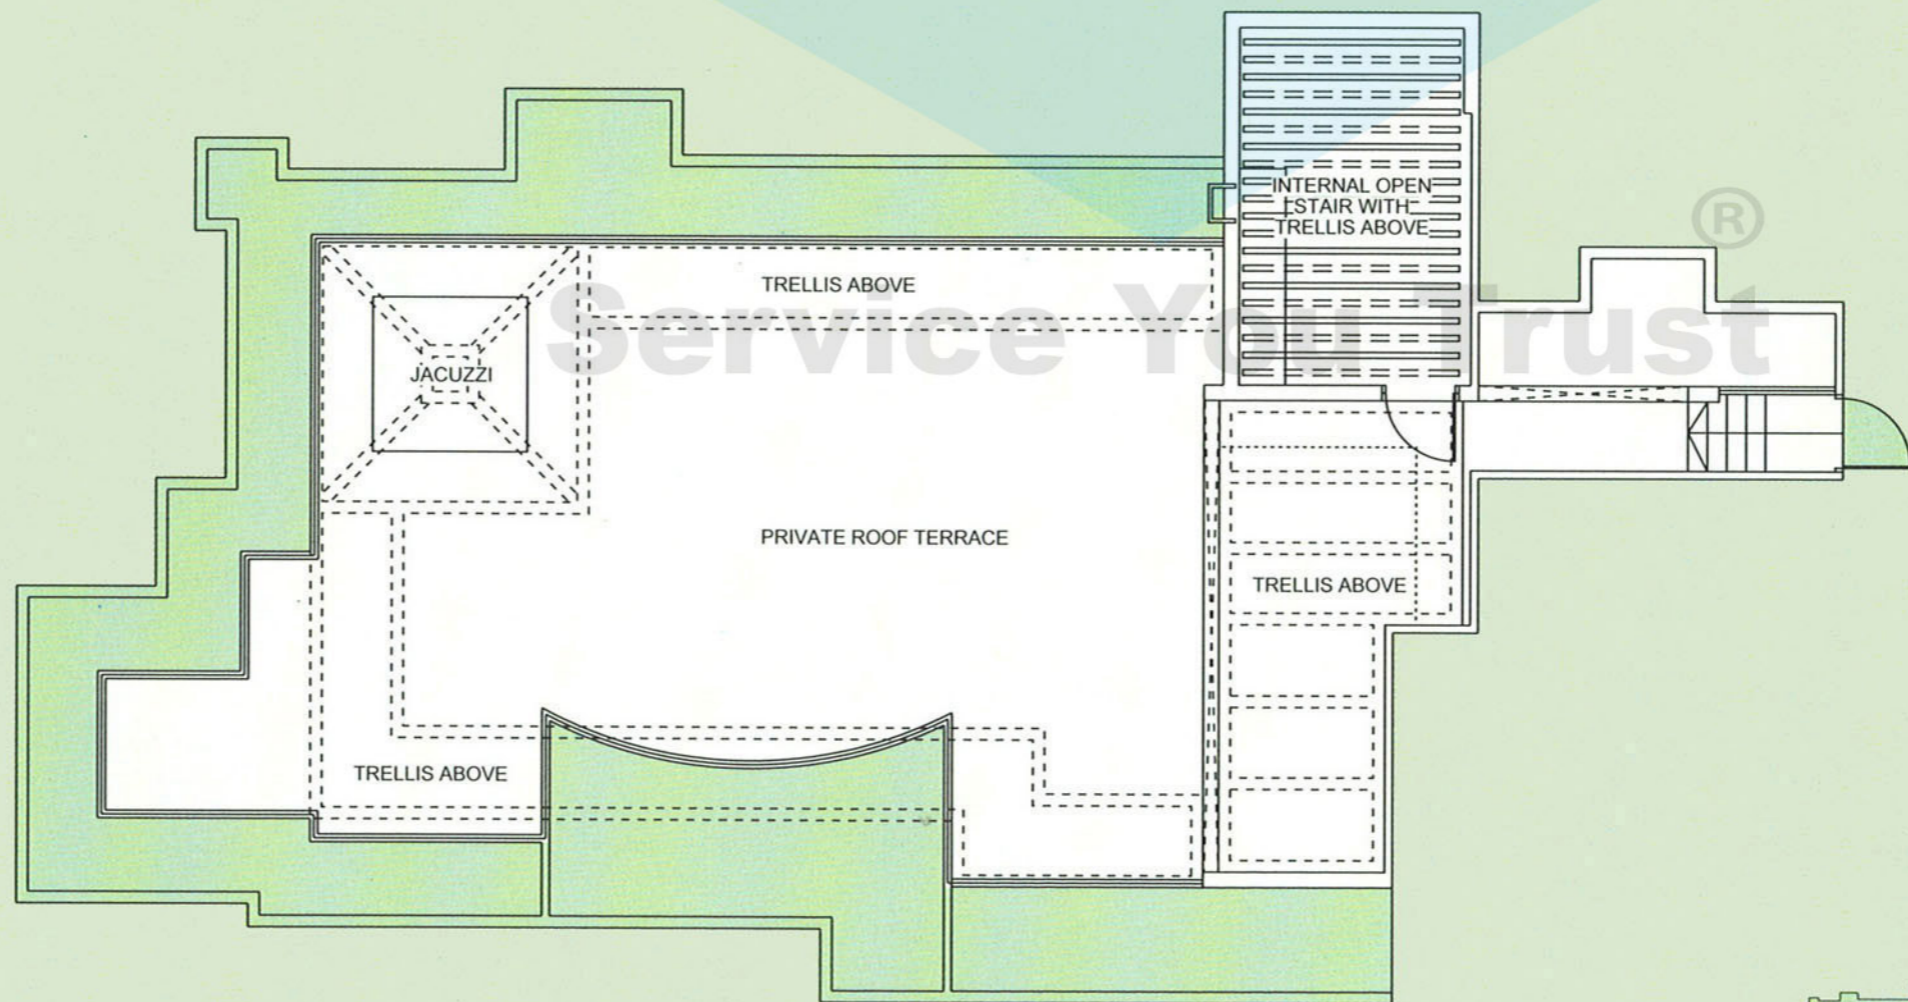 INTERNAL OPEN
STAIR WITH
TRELLIS ABOVE
®
TRELLIS ABOVE
Service You Trust
JACUZZI
PRIVATE ROOF TERRACE
TRELLIS ABOVE
TRELLIS ABOVE